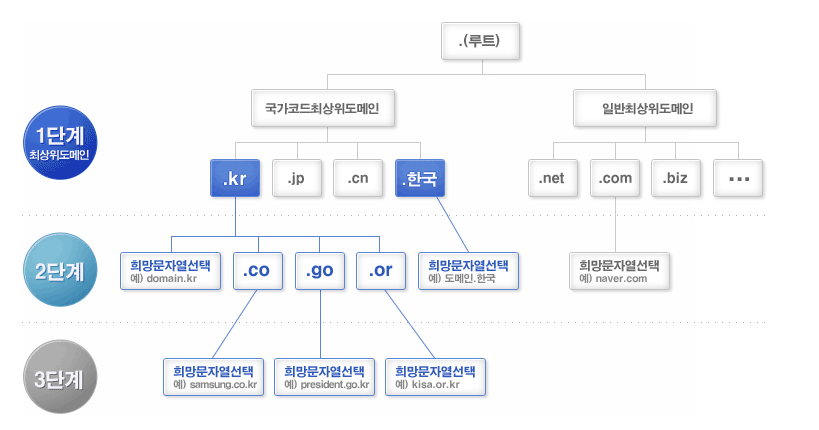 .(루트)
국가코드최상위도메인
일반최상위도메인
1단계
최상위도메인
.kr
.jp
.cn
.한국
.net
.com
.biz
...
2단계
희망문자열선택
예) domain.kr
.co
.go
.or
희망문자열선택
예) 도메인.한국
희망문자열선택
예) naver.com
3단계
희망문자열선택
예) samsung.co.kr
희망문자열선택
예) president.go.kr
희망문자열선택
예) kisa.or.kr